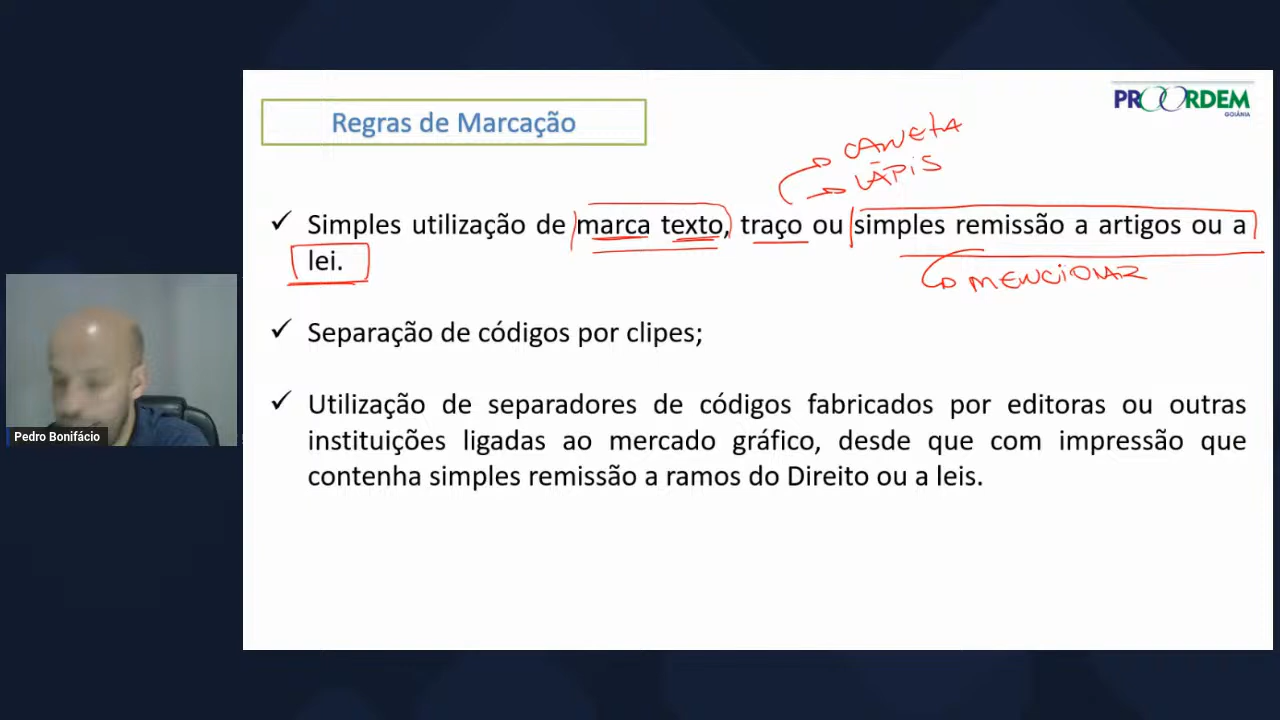 PROORDEM
GOIÂNIA
Regras de Marcação
CANETA
LÁPIS
Simples utilização de marca texto, traço ou simples remissão a artigos ou a
lei.
MENCIONAR
Separação de códigos por clipes;
Utilização de separadores de códigos fabricados por editoras ou outras
instituições ligadas ao mercado gráfico, desde que com impressão que
contenha simples remissão a ramos do Direito ou a leis.
Pedro Bonifácio